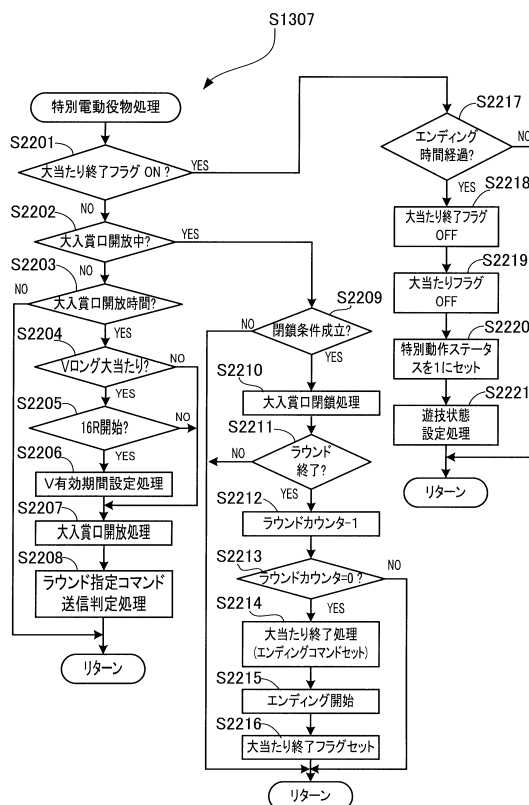 S1307
特別電動役物処理
S2201
大当たり終了フラグ ON ?
YES
NO
S2202
大入賞口開放中?
YES
NO
S2203
NO
大入賞口開放時間?
YES
S2204
Vロング大当たり?
NO
YES
S2205
16R開始?
NO
YES
S2206
V有効期間設定処理
S2207
大入賞口開放処理
S2208
ラウンド指定コマンド
送信判定処理
リターン
S2209
NO
閉鎖条件成立?
YES
S2210
大入賞口閉鎖処理
S2211
NO
ラウンド
終了?
YES
S2212
ラウンドカウンタ-1
S2213
ラウンドカウンタ=0?
NO
YES
S2214
大当たり終了処理
(エンディングコマンドセット)
S2215
エンディング開始
S2216
大当たり終了フラグセット
リターン
S2217
エンディング
時間経過?
NO
YES
S2218
大当たり終了フラグ
OFF
S2219
大当たりフラグ
OFF
S2220
特別動作ステータ
スを1にセット
S2221
遊技状態
設定処理
リターン